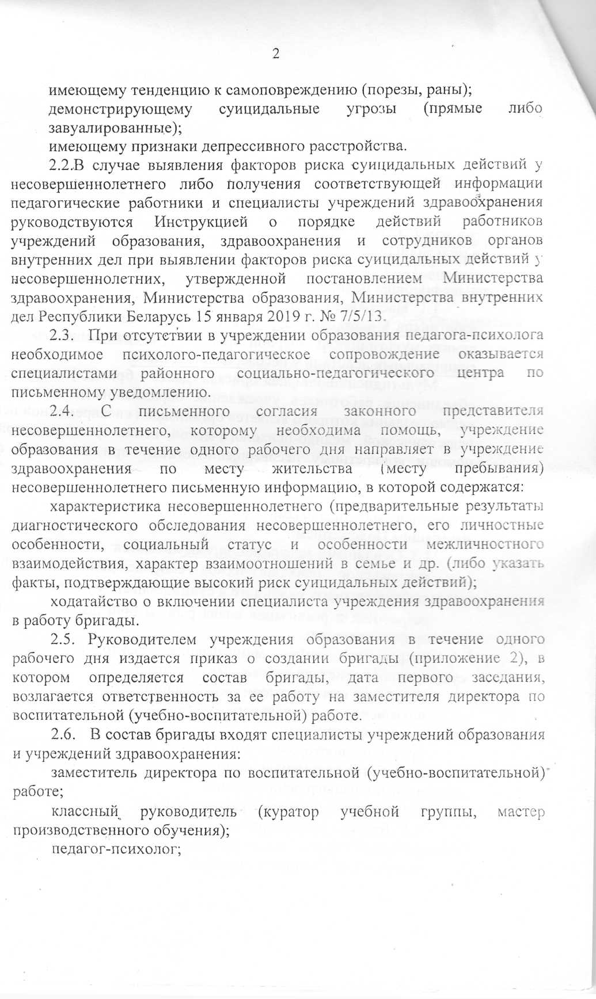 2
имеющему тенденцию к самоповреждению (порезы, раны);
демонстрирующему суицидальные угрозы (прямые либо
завуалированные);
имеющему признаки депрессивного расстройства.
2.2.В случае выявления факторов риска суицидальных действий у
несовершеннолетнего либо получения соответствующей информации
педагогические работники и специалисты учреждений здравоохранения
руководствуются Инструкцией о порядке действий работников
учреждений образования, здравоохранения и сотрудников органов
внутренних дел при выявлении факторов риска суицидальных действий у
несовершеннолетних, утвержденной постановлением Министерства
здравоохранения, Министерства образования, Министерства внутренних
дел Республики Беларусь 15 января 2019 г. № 7/5/13.
2.3. При отсутствии в учреждении образования педагога-психолога
необходимое психолого-педагогическое сопровождение оказывается
специалистами районного социально-педагогического центра по
письменному уведомлению.
2.4. С письменного согласия законного представителя
несовершеннолетнего, которому необходима помощь, учреждение
образования в течение одного рабочего дня направляет в учреждение
здравоохранения по месту жительства (месту пребывания)
несовершеннолетнего письменную информацию, в которой содержатся:
характеристика несовершеннолетнего (предварительные результаты
диагностического обследования несовершеннолетнего, его личностные
особенности, социальный статус и особенности межличностного
взаимодействия, характер взаимоотношений в семье и др. (либо указать
факты, подтверждающие высокий риск суицидальных действий);
ходатайство о включении специалиста учреждения здравоохранения
в работу бригады.
2.5. Руководителем учреждения образования в течение одного
рабочего дня издается приказ о создании бригады (приложение 2), в
котором определяется состав бригады, дата первого заседания,
возлагается ответственность за ее работу на заместителя директора по
воспитательной (учебно-воспитательной) работе.
2.6. В состав бригады входят специалисты учреждений образования
и учреждений здравоохранения:
заместитель директора по воспитательной (учебно-воспитательной)
работе;
классный руководитель (куратор учебной группы, мастер
производственного обучения);
педагог-психолог;